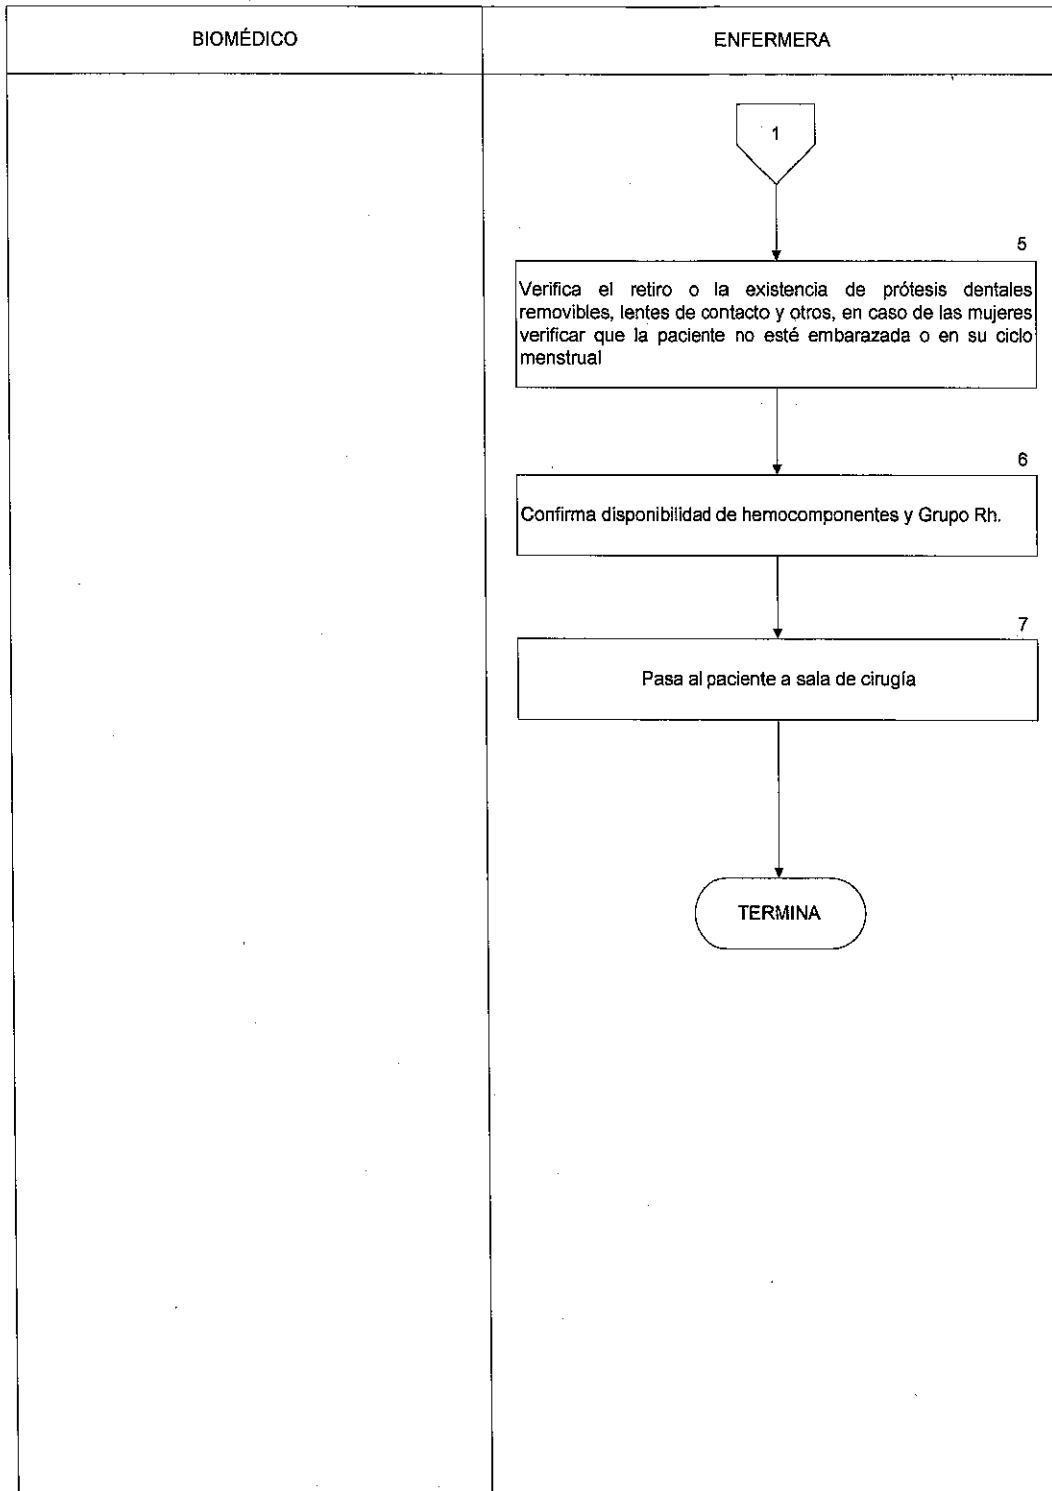 BIOMÉDICO
ENFERMERA
1
5
Verifica el retiro o la existencia de prótesis dentales
removibles, lentes de contacto y otros, en caso de las mujeres
verificar que la paciente no esté embarazada o en su ciclo
menstrual
6
Confirma disponibilidad de hemocomponentes y Grupo Rh.
7
Pasa al paciente a sala de cirugía
TERMINA